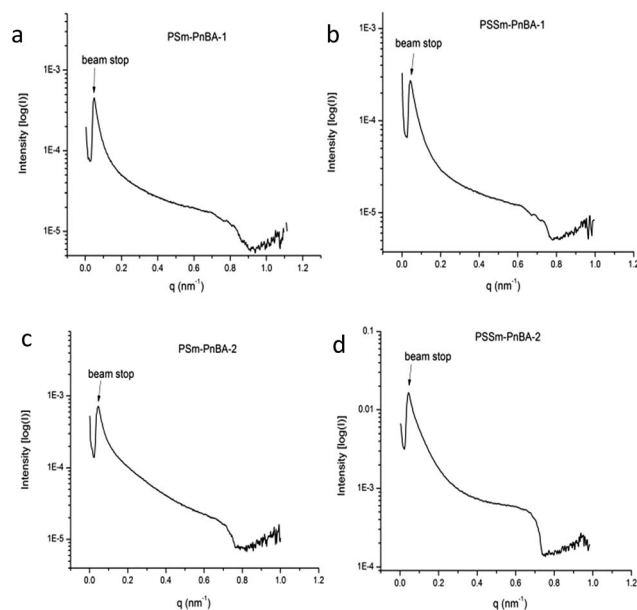 a
PSm-PnBA-1
beam stop
1E-3
1E-4
1E-5
Intensity [log(I)]
0.0 0.2 0.4 0.6 0.8 1.0 1.2
q (nm⁻¹)
b
PSSm-PnBA-1
beam stop
1E-3
1E-4
1E-5
Intensity [log(I)]
0.0 0.2 0.4 0.6 0.8 1.0 1.2
q (nm⁻¹)
c
PSm-PnBA-2
beam stop
1E-3
1E-4
1E-5
Intensity [log(I)]
0.0 0.2 0.4 0.6 0.8 1.0 1.2
q (nm⁻¹)
d
PSSm-PnBA-2
beam stop
0.1
0.01
1E-3
1E-4
Intensity [log(I)]
0.0 0.2 0.4 0.6 0.8 1.0 1.2
q (nm⁻¹)